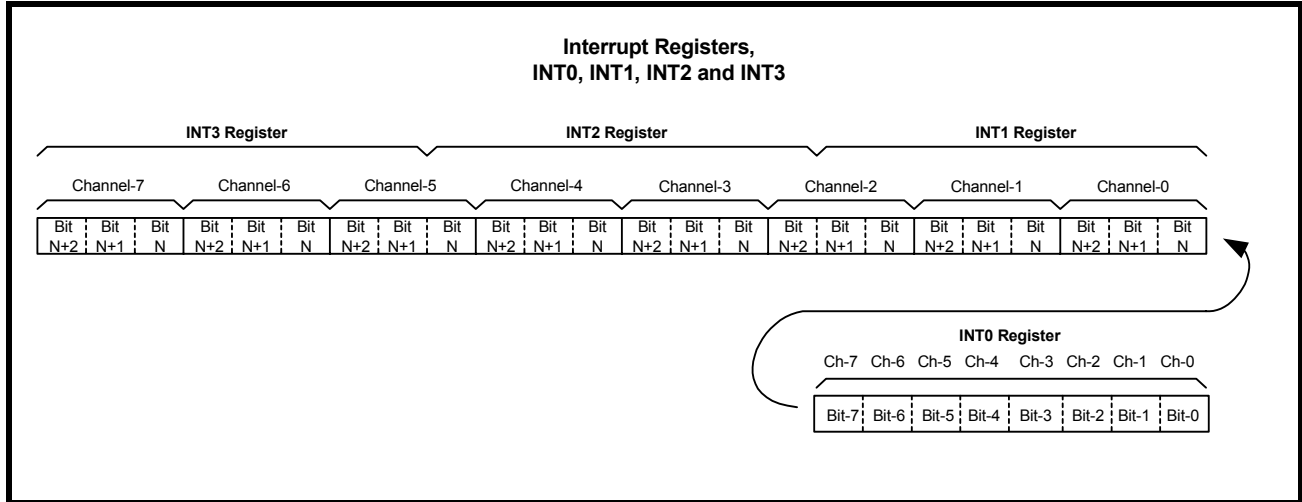 Interrupt Registers,
INT0, INT1, INT2 and INT3
INT3 Register INT2 Register INT1 Register
Channel-7 Channel-6 Channel-5 Channel-4 Channel-3 Channel-2 Channel-1 Channel-0
Bit Bit Bit Bit Bit Bit Bit Bit Bit Bit Bit Bit Bit Bit Bit Bit Bit Bit Bit Bit Bit Bit Bit Bit
N+2 N+1 N N+2 N+1 N N+2 N+1 N N+2 N+1 N N+2 N+1 N N+2 N+1 N N+2 N+1 N N+2 N+1 N
INT0 Register
Ch-7 Ch-6 Ch-5 Ch-4 Ch-3 Ch-2 Ch-1 Ch-0
Bit-7 Bit-6 Bit-5 Bit-4 Bit-3 Bit-2 Bit-1 Bit-0